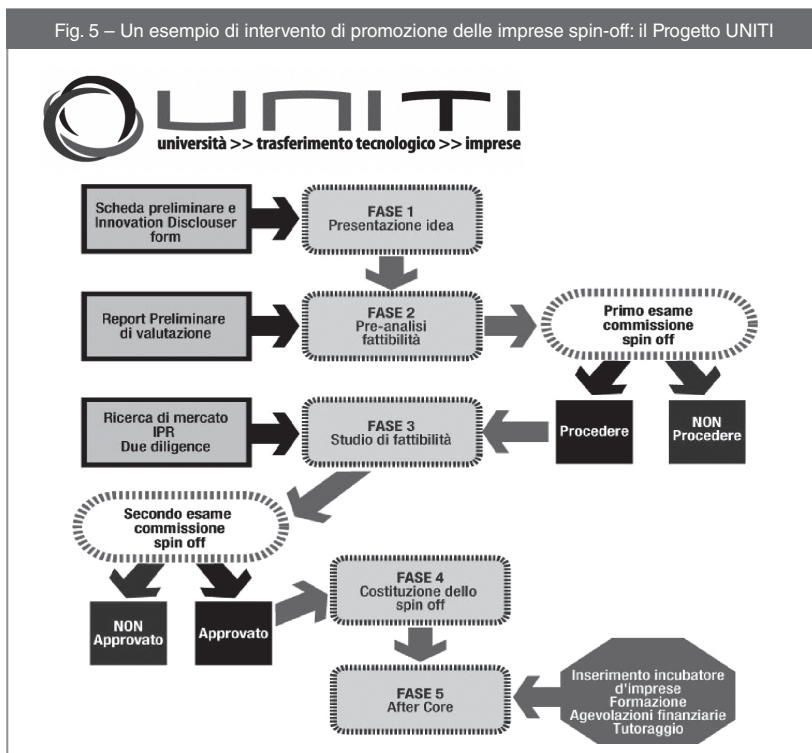 Fig. 5 – Un esempio di intervento di promozione delle imprese spin-off: il Progetto UNITI
UNITI
università >> trasferimento tecnologico >> imprese
Scheda preliminare e
Innovation Disclouser
form
FASE 1
Presentazione idea
Report Preliminare
di valutazione
FASE 2
Pre-analisi
fattibilità
Primo esame
commissione
spin off
Ricerca di mercato
IPR
Due diligence
FASE 3
Studio di fattibilità
Procedere
NON
Procedere
Secondo esame
commissione
spin off
NON
Approvato
Approvato
FASE 4
Costituzione dello
spin off
FASE 5
After Core
Inserimento incubatore
d'imprese
Formazione
Agevolazioni finanziarie
Tutoraggio